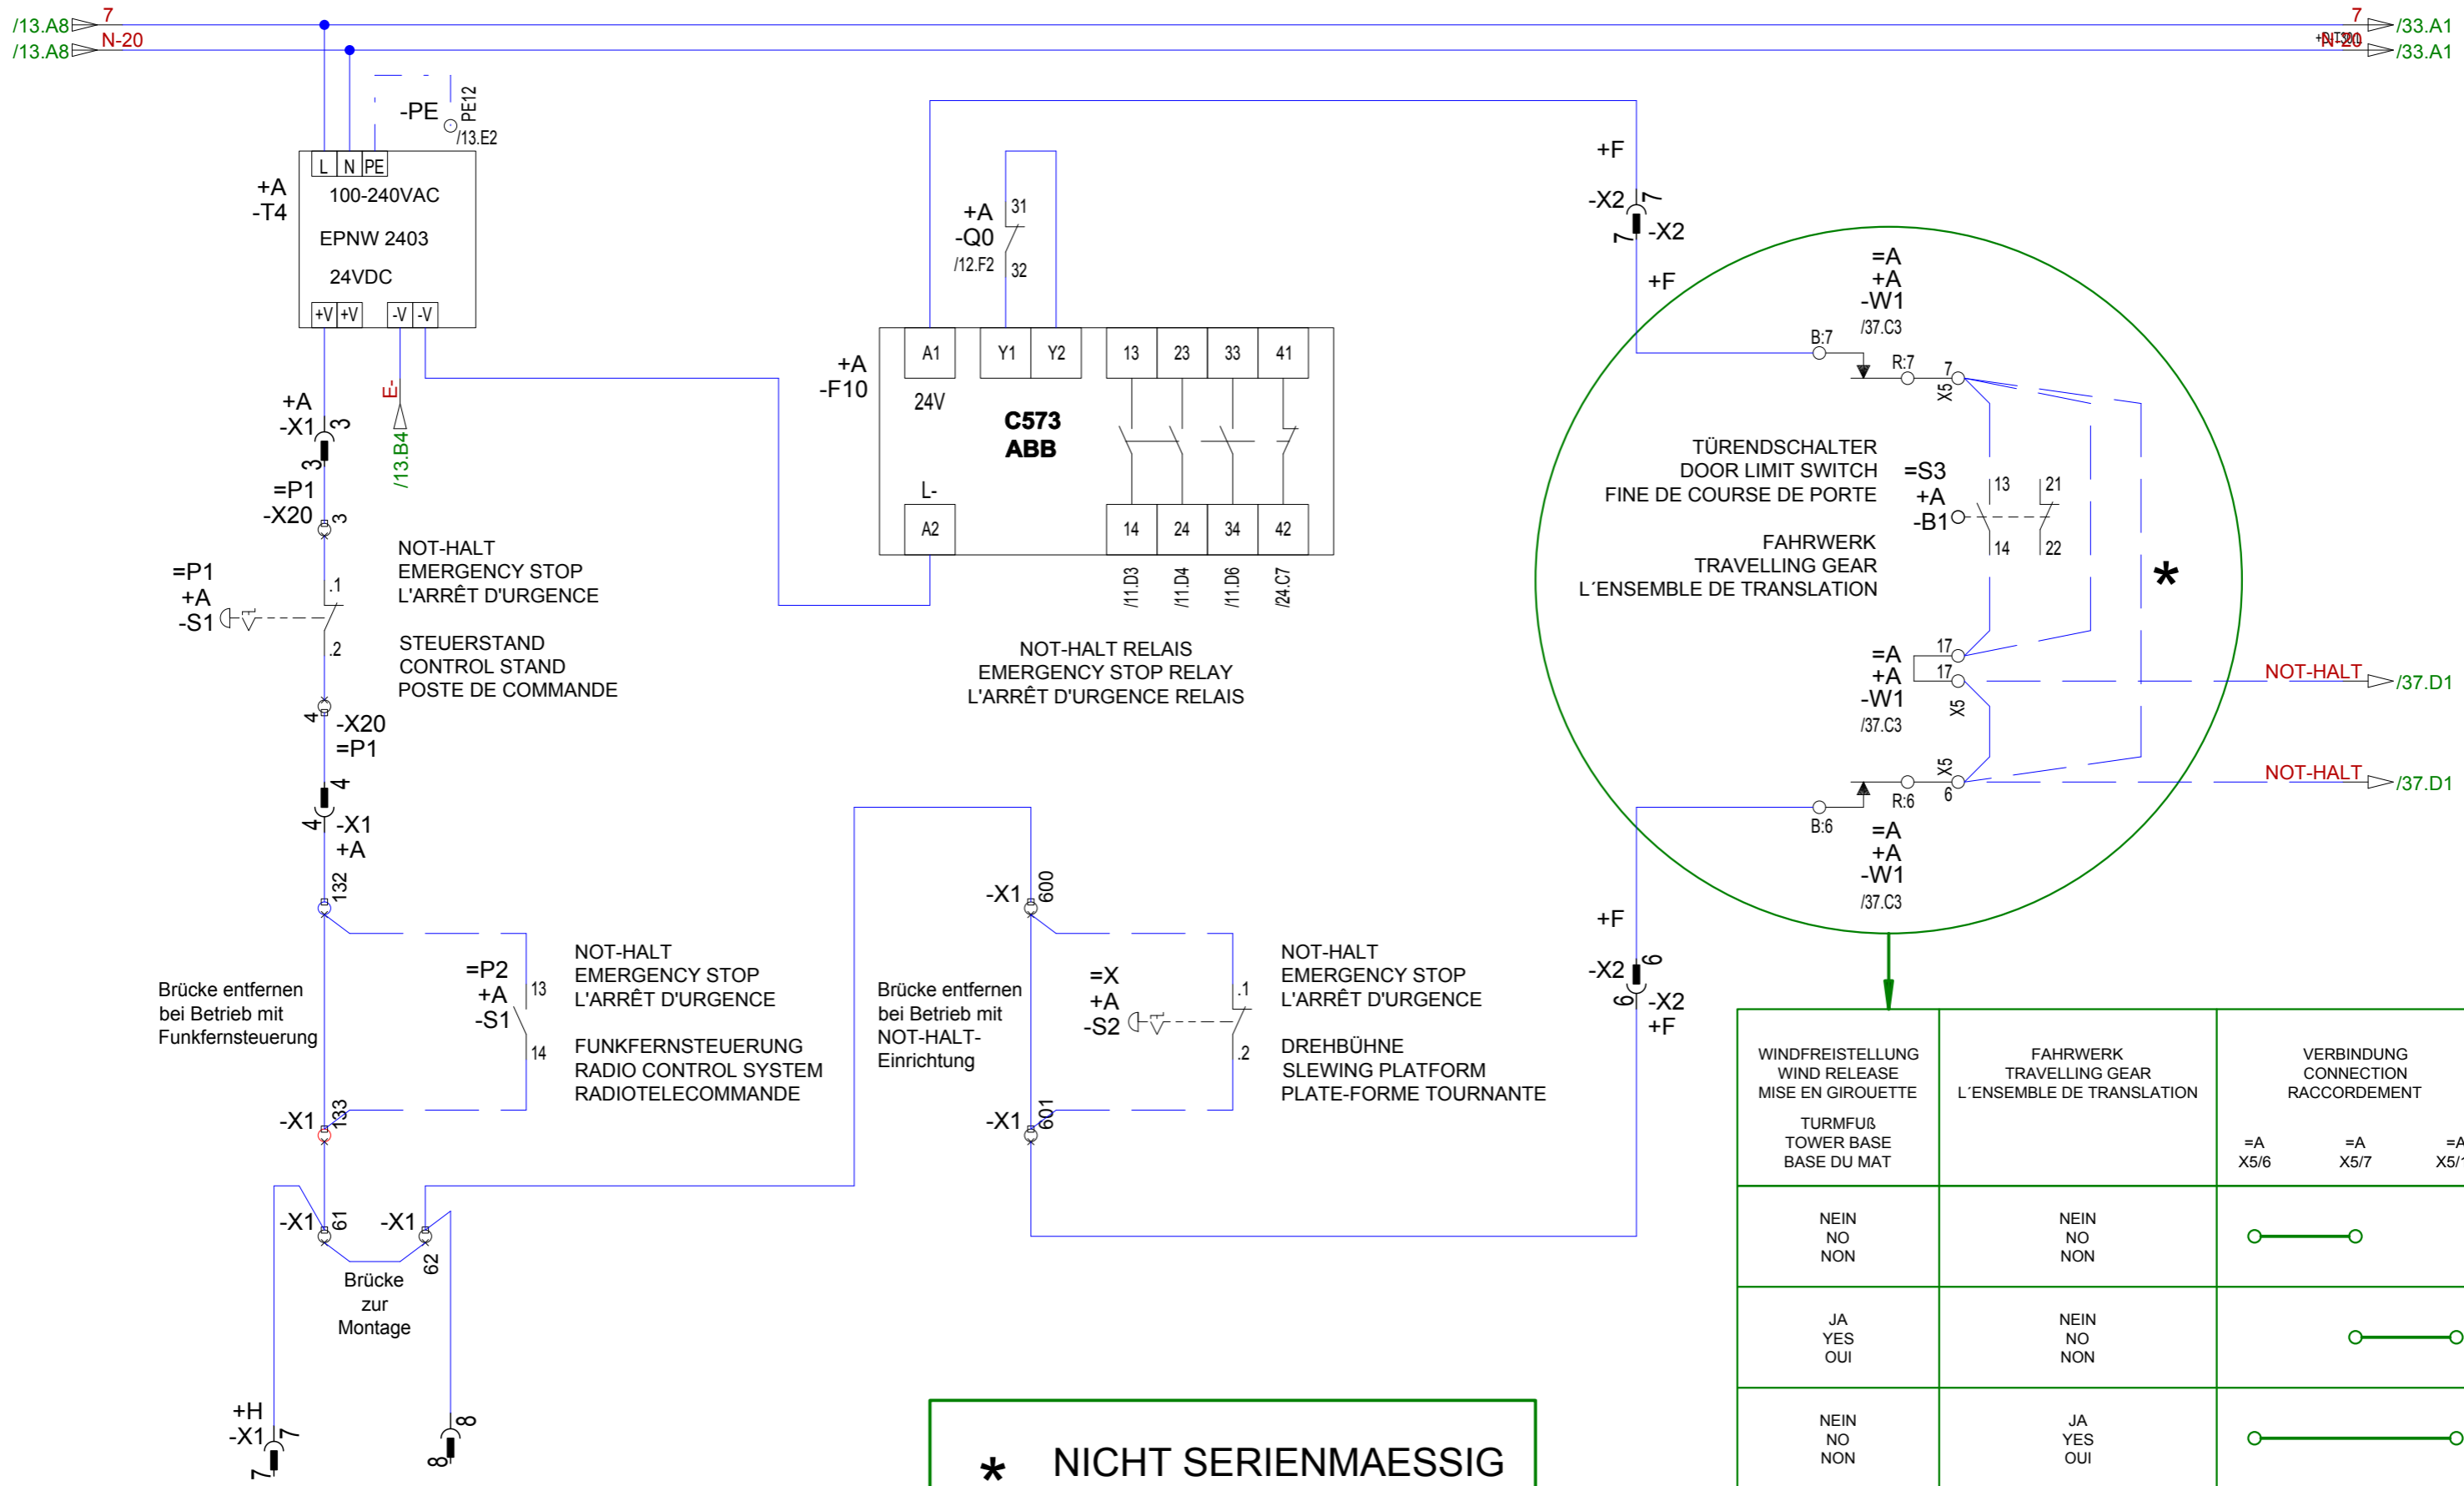 /13.A8
7
7
/33.A1
/13.A8
N-20
N-20
/33.A1
-PE
PE12
/13.E2
L N PE
+A
-T4
100-240VAC
EPNW 2403
24VDC
+V +V -V -V
E-
/13.B4
+A
-X1
3
3
=P1
-X20
3
NOT-HALT
EMERGENCY STOP
L'ARRÊT D'URGENCE
=P1
+A
-S1
.1
.2
STEUERSTAND
CONTROL STAND
POSTE DE COMMANDE
4
-X20
=P1
4
4
-X1
+A
132
Brücke entfernen
bei Betrieb mit
Funkfernsteuerung
=P2
+A
-S1
13
14
NOT-HALT
EMERGENCY STOP
L'ARRÊT D'URGENCE
FUNKFERNSTEUERUNG
RADIO CONTROL SYSTEM
RADIOTELECOMMANDE
-X1
133
-X1
61
-X1
62
Brücke
zur
Montage
+H
-X1
7
7
8
8
+A
-Q0
/12.F2
31
32
+A
-F10
A1
Y1
Y2
13
23
33
41
24V
C573
ABB
L-
A2
14
24
34
42
/11.D3
/11.D4
/11.D6
/24.C7
NOT-HALT RELAIS
EMERGENCY STOP RELAY
L'ARRÊT D'URGENCE RELAIS
-X1
600
Brücke entfernen
bei Betrieb mit
NOT-HALT-
Einrichtung
=X
+A
-S2
.1
.2
NOT-HALT
EMERGENCY STOP
L'ARRÊT D'URGENCE
DREHBÜHNE
SLEWING PLATFORM
PLATE-FORME TOURNANTE
-X1
601
+F
-X2
7
7
-X2
+F
=A
+A
-W1
/37.C3
B:7
R:7
7
X5
TÜRENDSCHALTER
DOOR LIMIT SWITCH
FINE DE COURSE DE PORTE
FAHRWERK
TRAVELLING GEAR
L´ENSEMBLE DE TRANSLATION
=S3
+A
-B1
13
21
14
22
*
=A
+A
-W1
/37.C3
17
17
X5
NOT-HALT
/37.D1
NOT-HALT
/37.D1
X5
6
R:6
B:6
=A
+A
-W1
/37.C3
+F
-X2
6
6
-X2
+F
WINDFREISTELLUNG
WIND RELEASE
MISE EN GIROUETTE
TURMFUß
TOWER BASE
BASE DU MAT
FAHRWERK
TRAVELLING GEAR
L´ENSEMBLE DE TRANSLATION
VERBINDUNG
CONNECTION
RACCORDEMENT
=A
X5/6
=A
X5/7
NEIN
NO
NON
NEIN
NO
NON
JA
YES
OUI
NEIN
NO
NON
NEIN
NO
NON
JA
YES
OUI
* NICHT SERIENMAESSIG